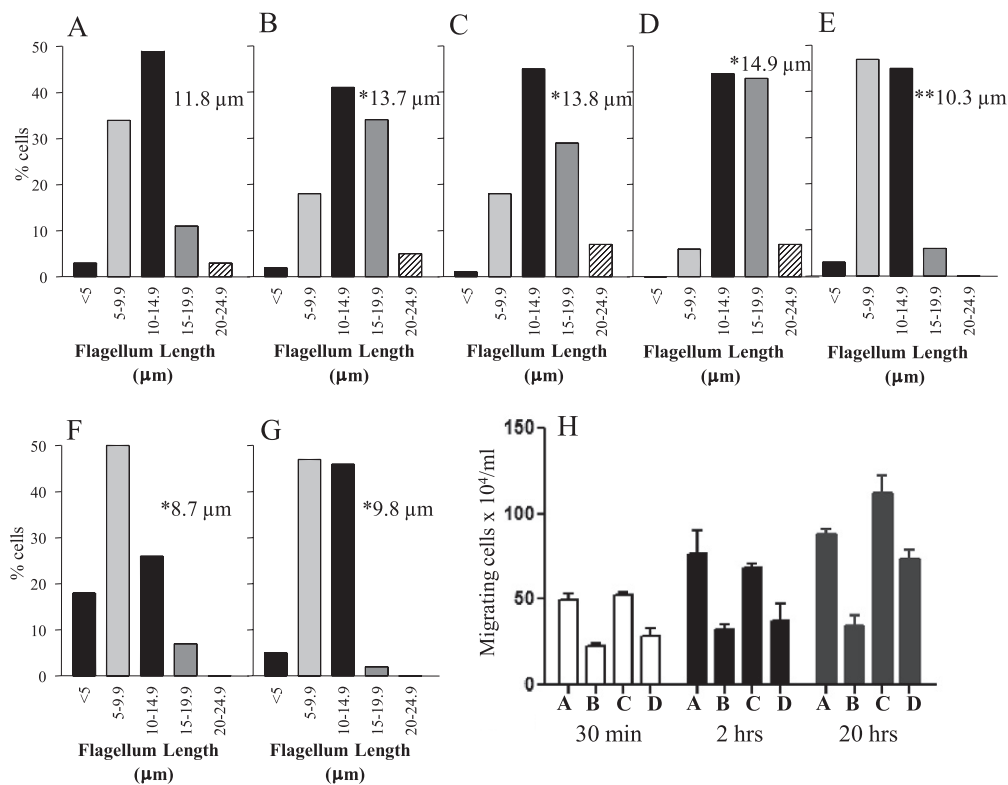 A
B
C
D
E
50
40
30
20
10
0
% cells
11.8 µm
*13.7 µm
*13.8 µm
*14.9 µm
**10.3 µm
<5 5-9.9 10-14.9 15-19.9 20-24.9
<5 5-9.9 10-14.9 15-19.9 20-24.9
<5 5-9.9 10-14.9 15-19.9 20-24.9
<5 5-9.9 10-14.9 15-19.9 20-24.9
<5 5-9.9 10-14.9 15-19.9 20-24.9
Flagellum Length
(µm)
Flagellum Length
(µm)
Flagellum Length
(µm)
Flagellum Length
(µm)
Flagellum Length
(µm)
F
G
50
40
30
20
10
0
% cells
*8.7 µm
*9.8 µm
<5 5-9.9 10-14.9 15-19.9 20-24.9
<5 5-9.9 10-14.9 15-19.9 20-24.9
Flagellum Length
(µm)
Flagellum Length
(µm)
H
150
100
50
0
Migrating cells x 10⁴/ml
A B C D A B C D A B C D
30 min 2 hrs 20 hrs